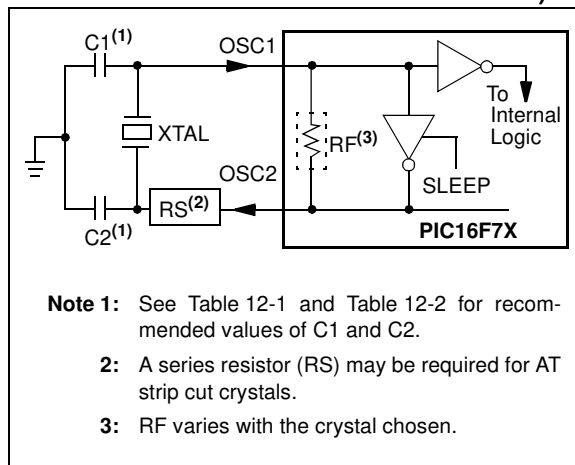 C1(1)
OSC1
To
Internal
Logic
XTAL
RF(3)
OSC2
SLEEP
RS(2)
C2(1)
PIC16F7X
Note 1: See Table 12-1 and Table 12-2 for recom-
mended values of C1 and C2.
2: A series resistor (RS) may be required for AT
strip cut crystals.
3: RF varies with the crystal chosen.